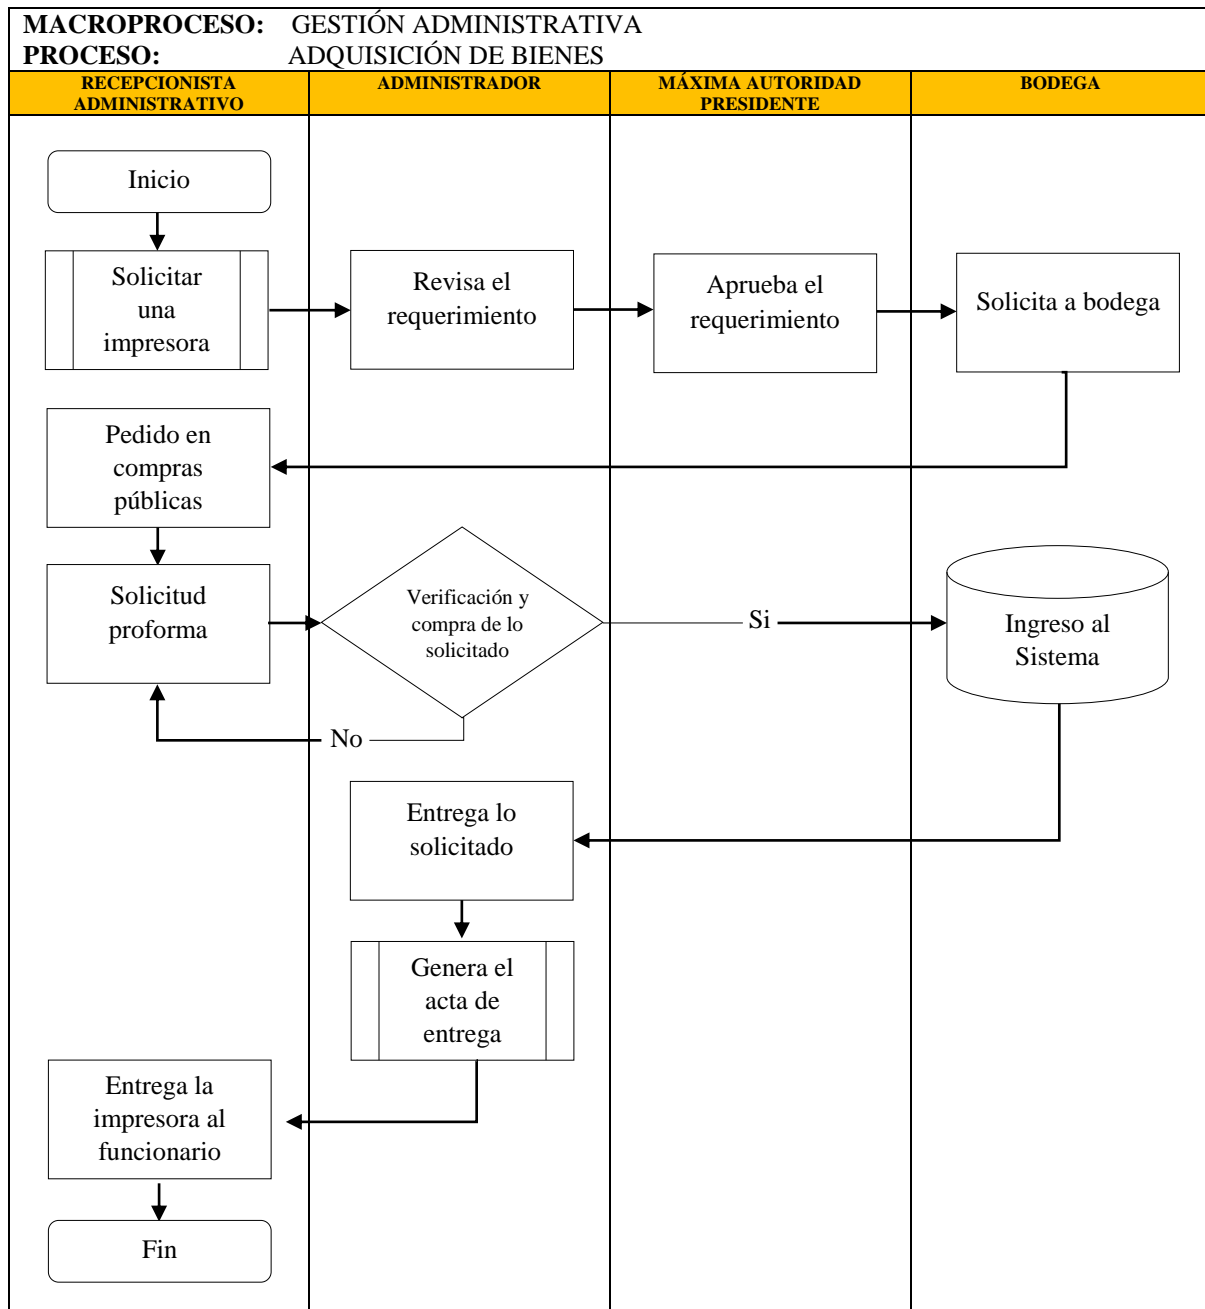 MACROPROCESO: GESTIÓN ADMINISTRATIVA
PROCESO: ADQUISICIÓN DE BIENES
RECEPCIONISTA
ADMINISTRATIVO
ADMINISTRADOR
MÁXIMA AUTORIDAD
PRESIDENTE
BODEGA
Inicio
Solicitar
una
impresora
Revisa el
requerimiento
Aprueba el
requerimiento
Solicita a bodega
Pedido en
compras
públicas
Solicitud
proforma
Verificación y
compra de lo
solicitado
Si
Ingreso al
Sistema
No
Entrega lo
solicitado
Genera el
acta de
entrega
Entrega la
impresora al
funcionario
Fin